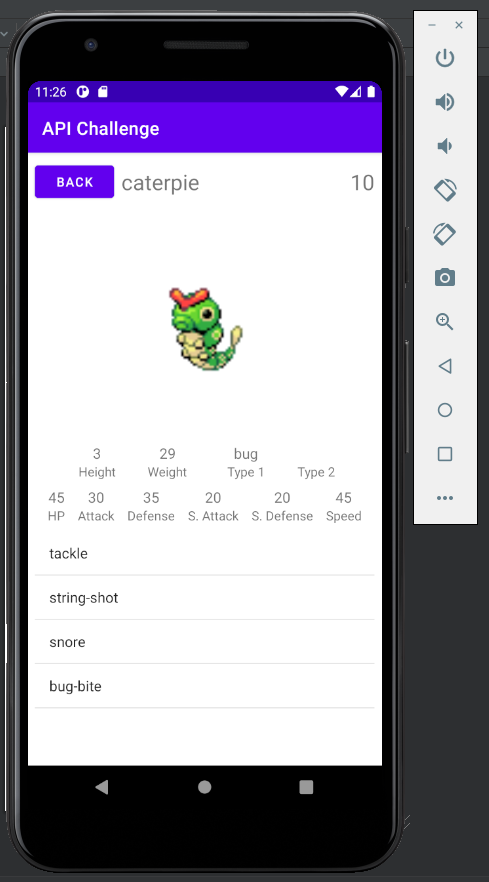 11:26
API Challenge
BACK caterpie 10
3 29 bug
Height Weight Type 1 Type 2
45 30 35 20 20 45
HP Attack Defense S. Attack S. Defense Speed
tackle
string-shot
snore
bug-bite